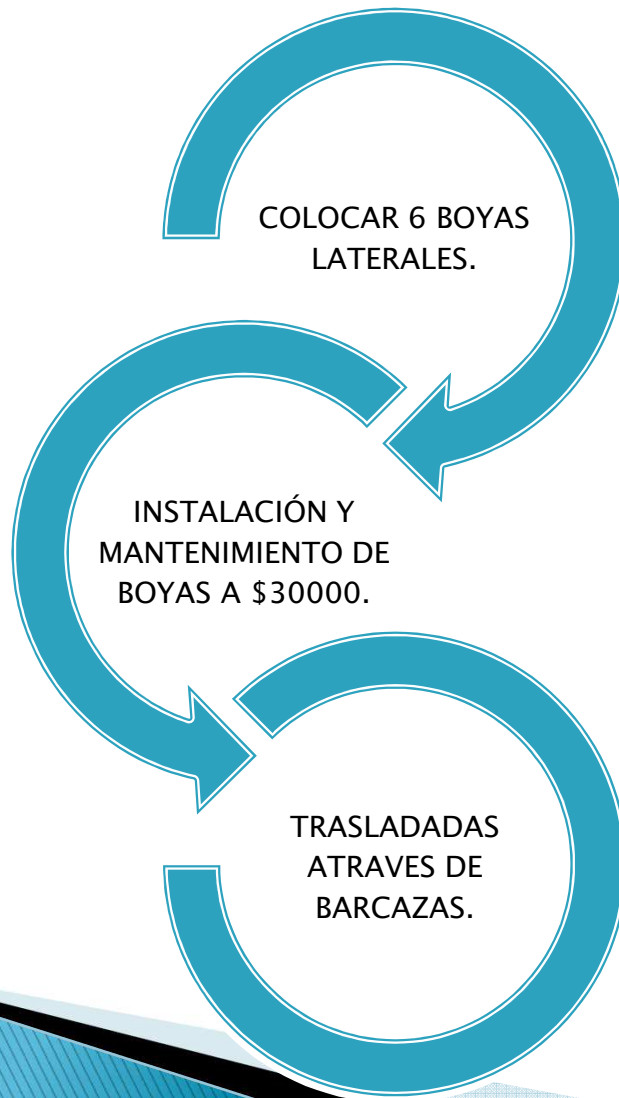 COLOCAR 6 BOYAS
LATERALES.
INSTALACIÓN Y
MANTENIMIENTO DE
BOYAS A $30000.
TRASLADADAS
ATRAVES DE
BARCAZAS.